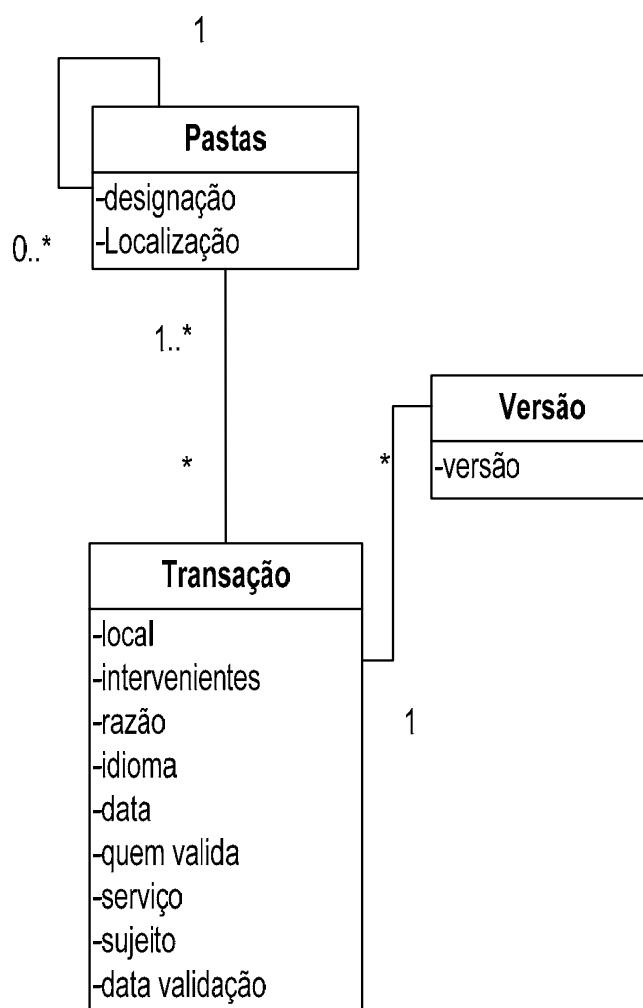 1
Pastas
-designação
-Localização
0..*
1..*
*
Versão
-versão
*
Transação
-local
-intervenientes
-razão
-idioma
-data
-quem valida
-serviço
-sujeito
-data validação
1